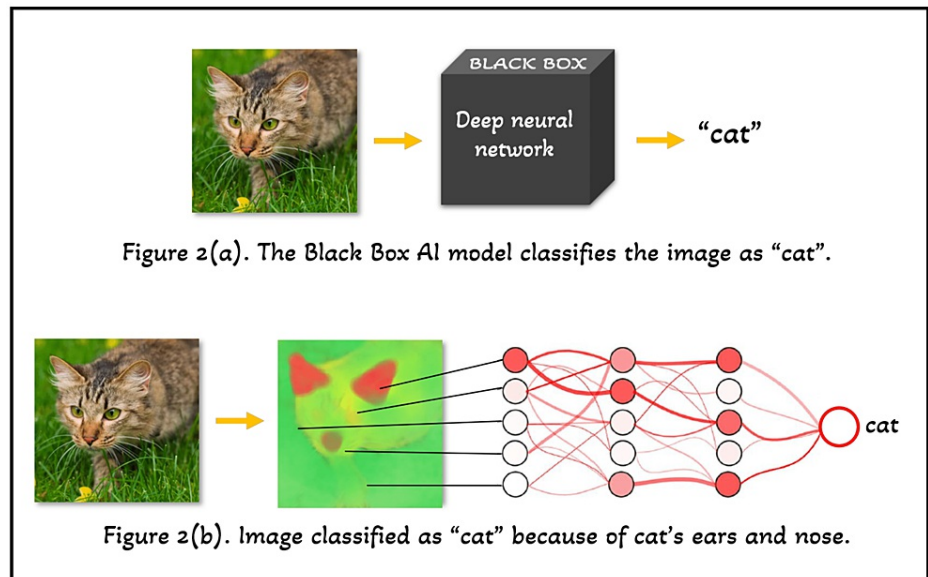 BLACK BOX
Deep neural
network
“cat”
Figure 2(a). The Black Box AI model classifies the image as “cat”.
cat
Figure 2(b). Image classified as “cat” because of cat’s ears and nose.